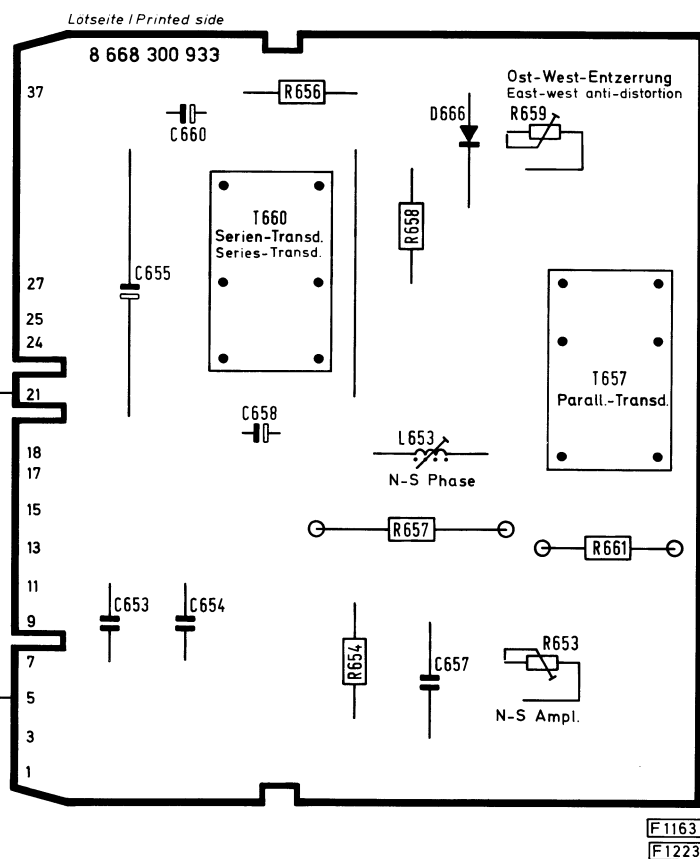 Lötseite / Printed side
8 668 300 933
37
R656
C660
D666
Ost-West-Entzerrung
East-west anti-distortion
R659
T660
Serien-Transd.
Series-Transd.
R658
C655
27
25
24
21
T657
Parall.-Transd.
C658
L653
N-S Phase
18
17
15
R657
13
R661
11
C653
C654
9
R654
C657
R653
7
N-S Ampl.
5
3
1
F1163
F1223